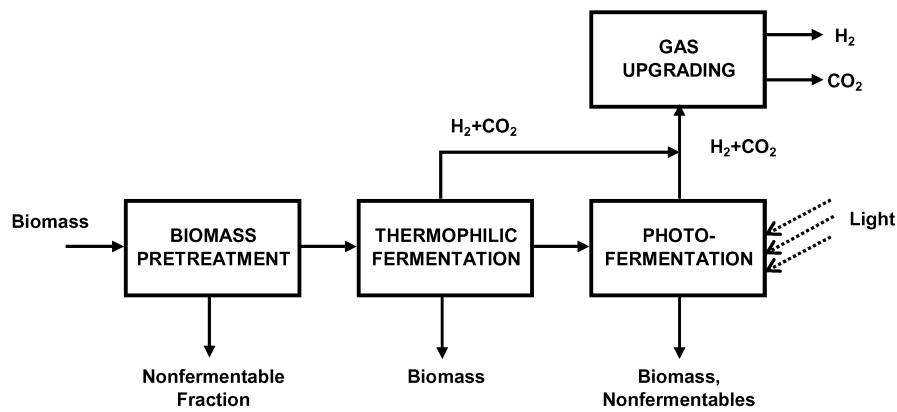 GAS
UPGRADING
H₂
CO₂
H₂+CO₂
H₂+CO₂
Biomass
BIOMASS
PRETREATMENT
THERMOPHILIC
FERMENTATION
PHOTO-
FERMENTATION
Light
Nonfermentable
Fraction
Biomass
Biomass,
Nonfermentables